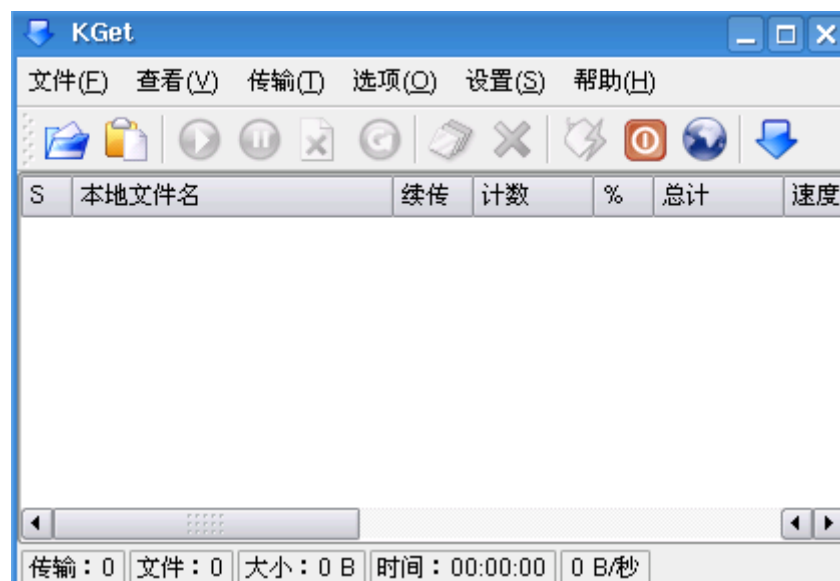 KGet
文件(F) 查看(V) 传输(T) 选项(O) 设置(S) 帮助(H)
S 本地文件名 续传 计数 % 总计 速度
传输：0 文件：0 大小：0 B 时间：00:00:00 0 B/秒